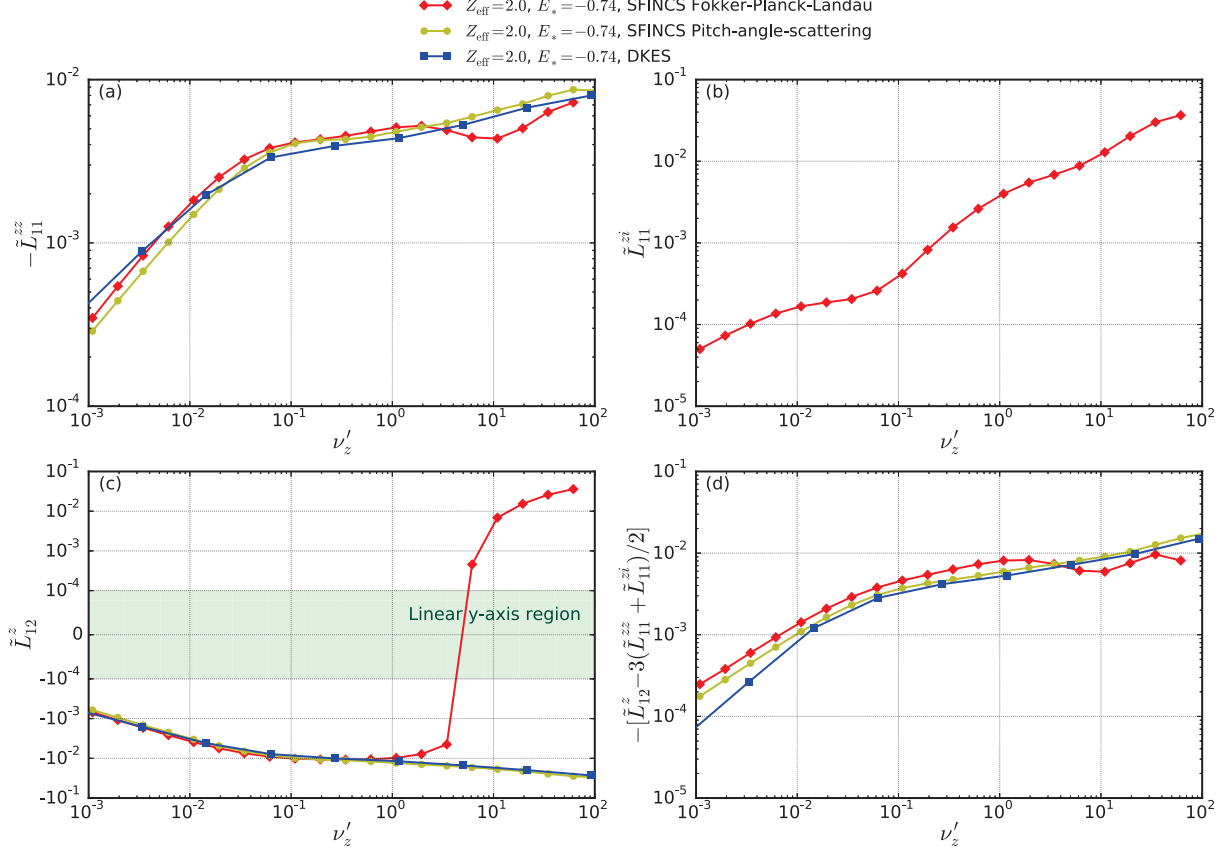 Z_eff=2.0, E_*=−0.74, SFINCS Fokker-Planck-Landau
Z_eff=2.0, E_*=−0.74, SFINCS Pitch-angle-scattering
Z_eff=2.0, E_*=−0.74, DKES
(a)
10^-2
10^-3
10^-4
−L̃_11^zz
10^-3 10^-2 10^-1 10^0 10^1 10^2
ν′_z
(b)
10^-1
10^-2
10^-3
10^-4
10^-5
L̃_11^zi
10^-3 10^-2 10^-1 10^0 10^1 10^2
ν′_z
(c)
10^-1
10^-2
10^-3
10^-4
0
-10^-4
-10^-3
-10^-2
-10^-1
L̃_12^z
Linear y-axis region
10^-3 10^-2 10^-1 10^0 10^1 10^2
ν′_z
(d)
10^-1
10^-2
10^-3
10^-4
10^-5
−[L̃_12^z−3(L̃_11^zz+L̃_11^zi)/2]
10^-3 10^-2 10^-1 10^0 10^1 10^2
ν′_z